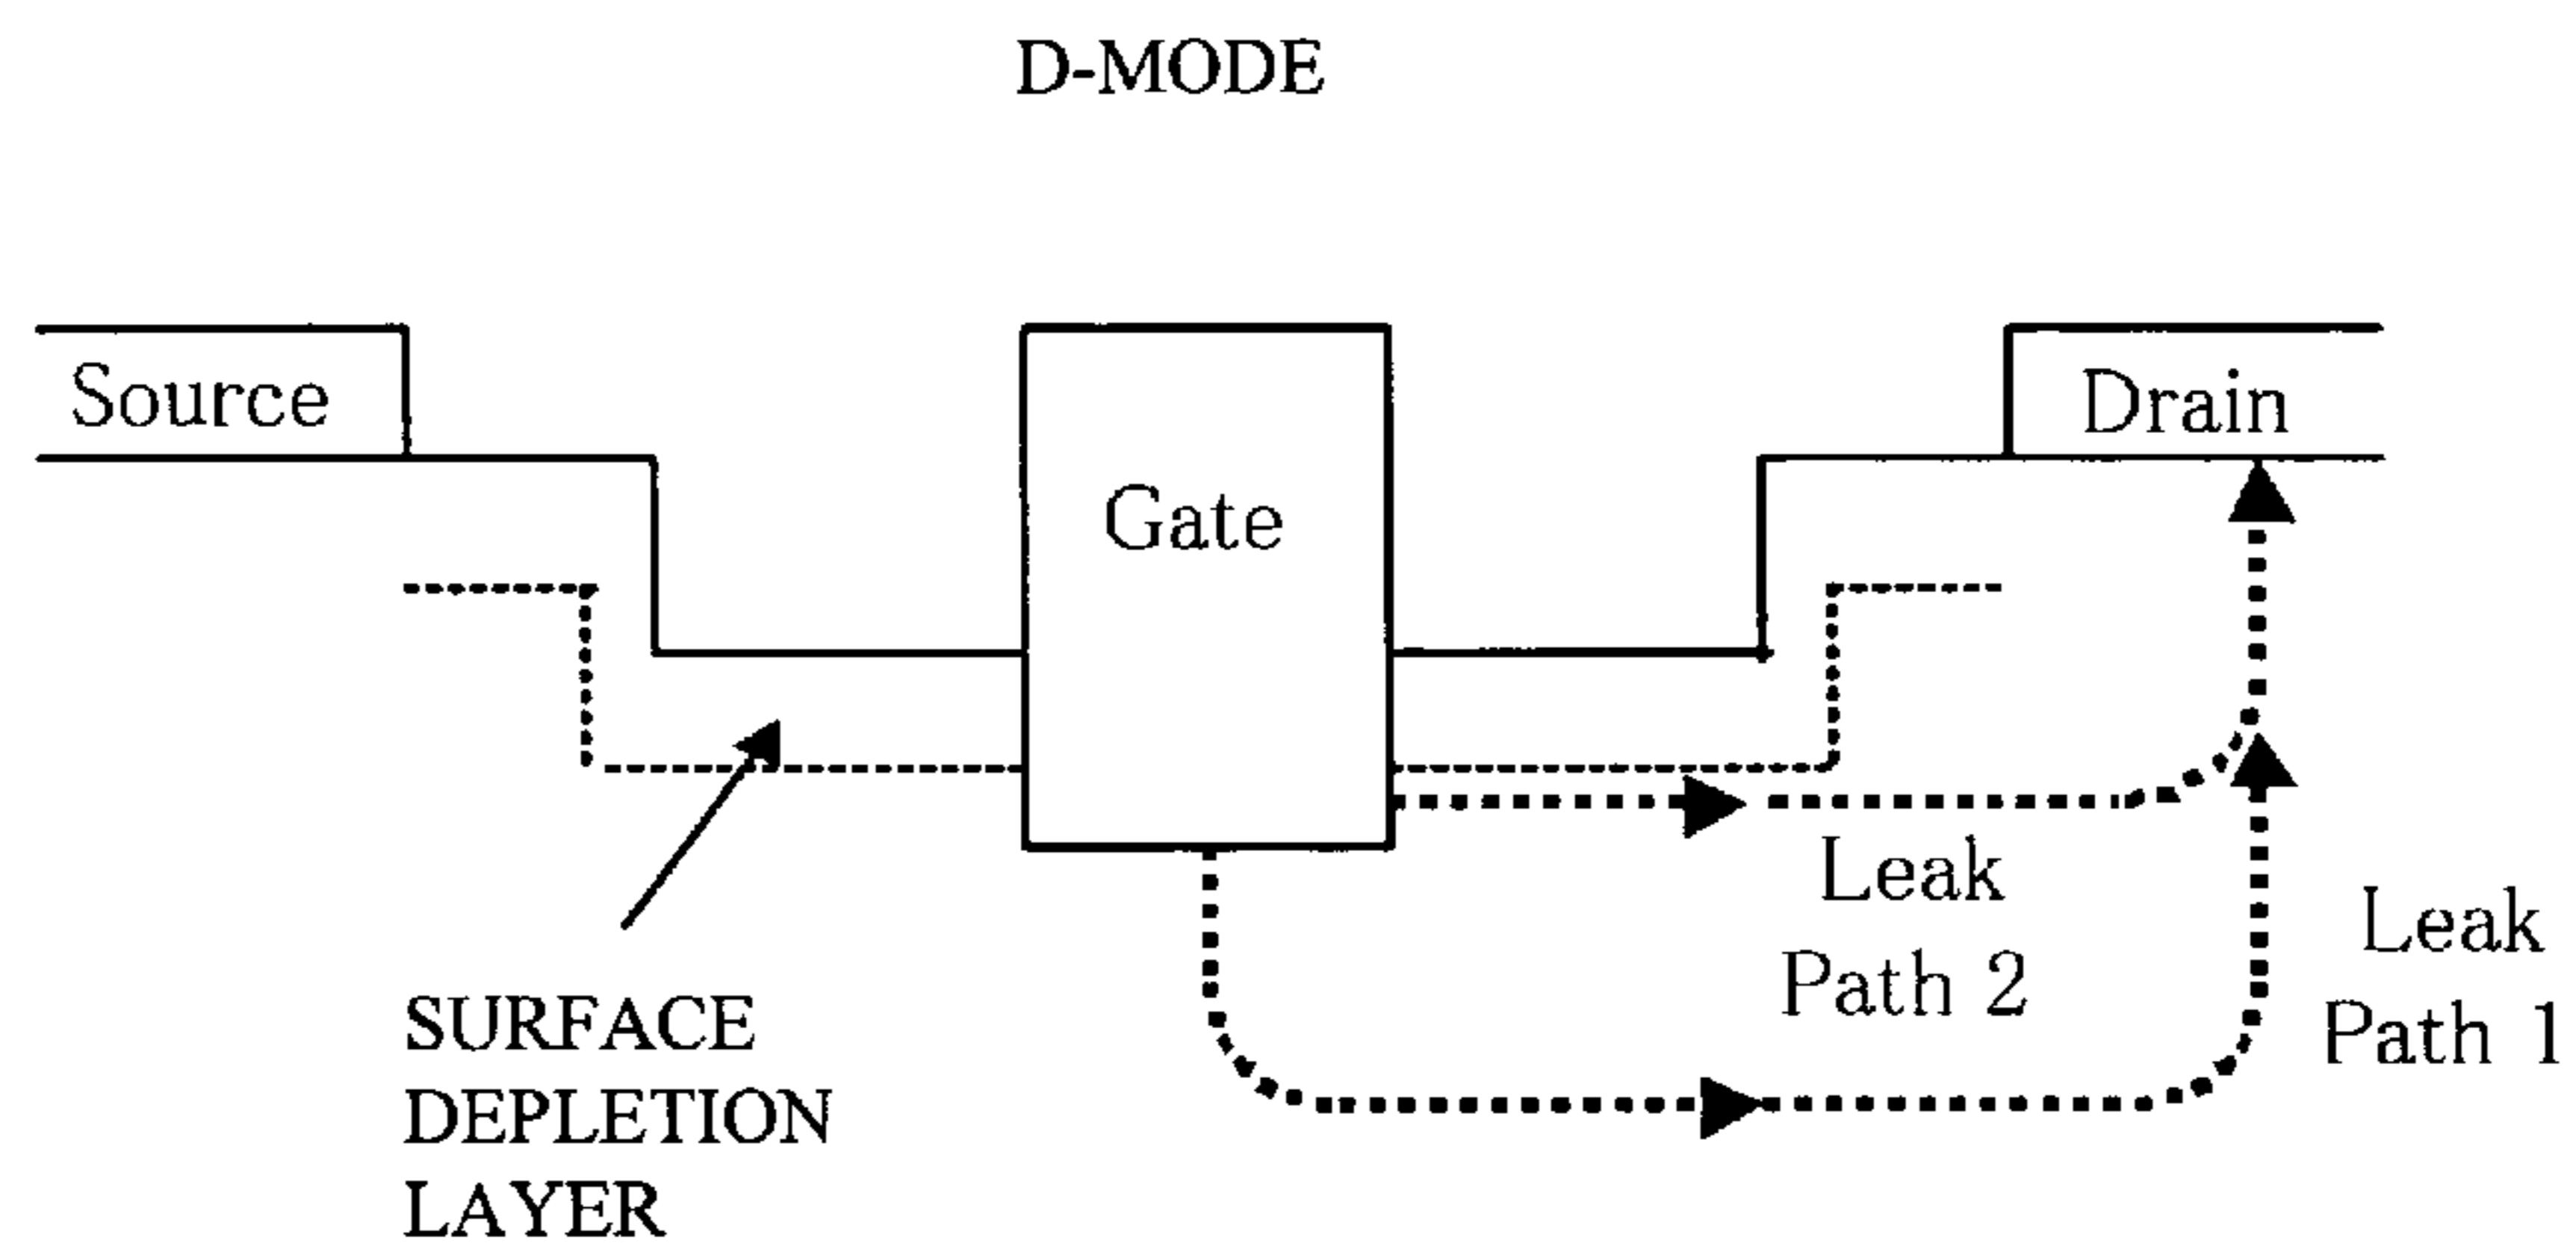 D-MODE
Source
Gate
Drain
SURFACE
DEPLETION
LAYER
Leak
Path 2
Leak
Path 1